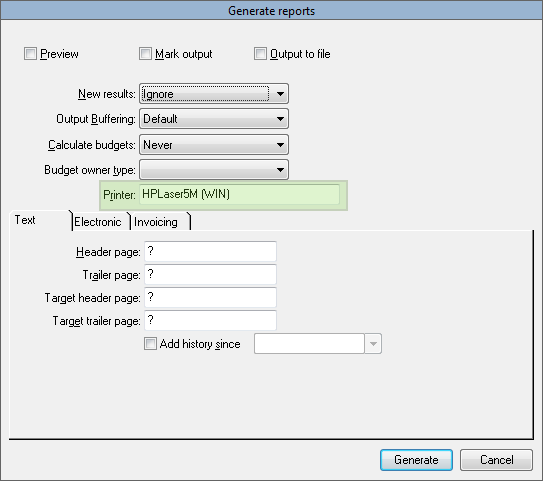 Generate reports
Preview Mark output Output to file
New results: Ignore
Output Buffering: Default
Calculate budgets: Never
Budget owner type:
Printer: HPLaser5M (WIN)
Text Electronic Invoicing
Header page: ?
Trailer page: ?
Target header page: ?
Target trailer page: ?
Add history since
Generate Cancel